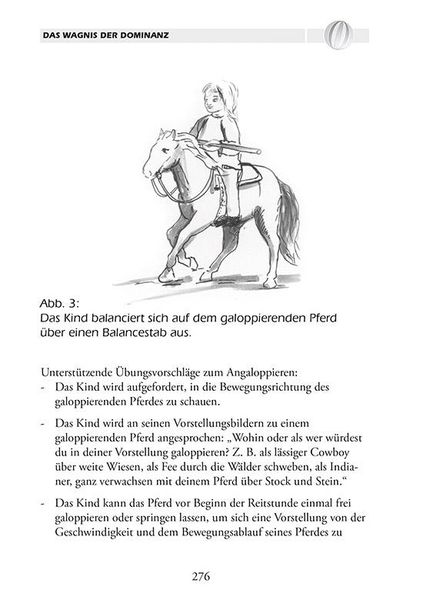 DAS WAGNIS DER DOMINANZ
Abb. 3:
Das Kind balanciert sich auf dem galoppierenden Pferd
über einen Balancestab aus.
Unterstützende Übungsvorschläge zum Angaloppieren:
- Das Kind wird aufgefordert, in die Bewegungsrichtung des
galoppierenden Pferdes zu schauen.
- Das Kind wird an seinen Vorstellungsbildern zu einem
galoppierenden Pferd angesprochen: „Wohin oder als wer würdest
du in deiner Vorstellung galoppieren? Z. B. als lässiger Cowboy
über weite Wiesen, als Fee durch die Wälder schweben, als India-
ner, ganz verwachsen mit deinem Pferd über Stock und Stein.“
- Das Kind kann das Pferd vor Beginn der Reitstunde einmal frei
galoppieren oder springen lassen, um sich eine Vorstellung von der
Geschwindigkeit und dem Bewegungsablauf seines Pferdes zu
276